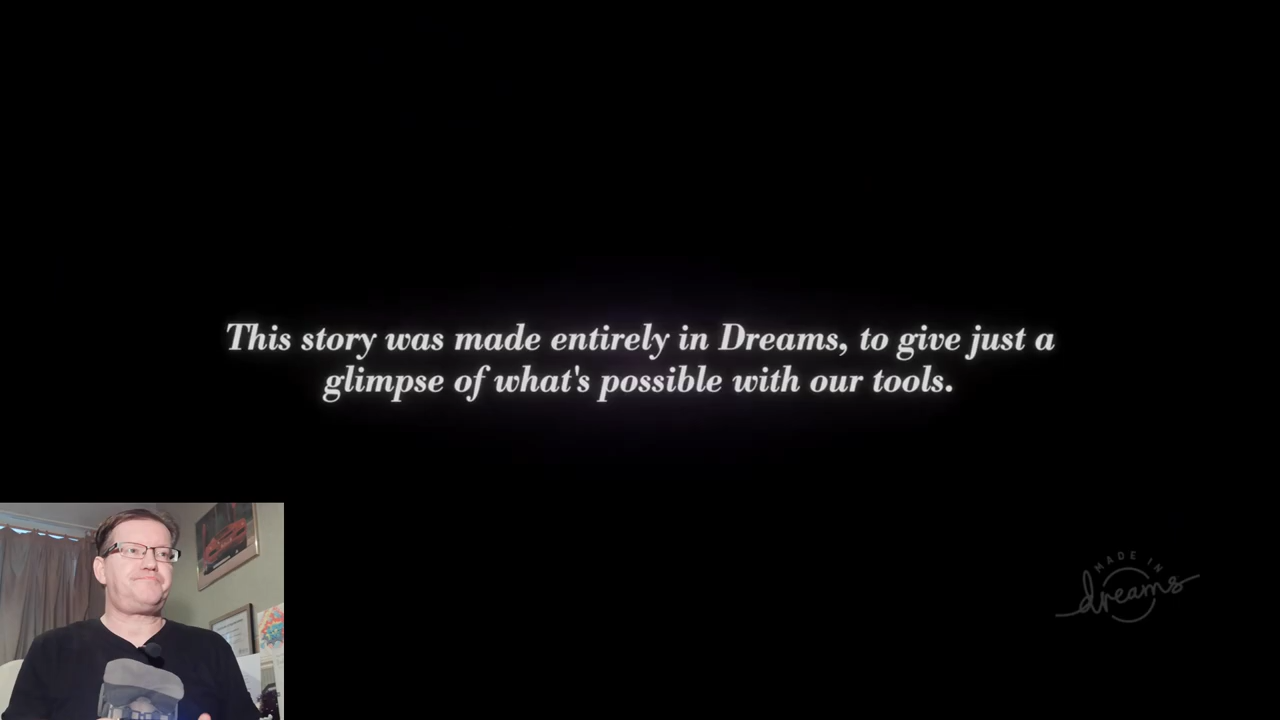 This story was made entirely in Dreams, to give just a
glimpse of what's possible with our tools.
MADE IN
dreams